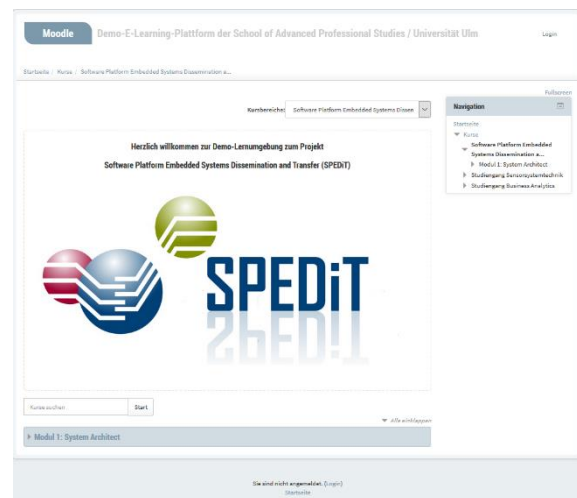 Moodle
Demo-E-Learning-Plattform der School of Advanced Professional Studies / Universität Ulm
Login
Startseite / Kurse / Software Platform Embedded Systems Dissemination a...
Fullscreen
Kursbereiche: Software Platform Embedded Systems Dissen
Herzlich willkommen zur Demo-Lernumgebung zum Projekt
Software Platform Embedded Systems Dissemination and Transfer (SPEDiT)
SPEDiT
Kurse suchen
Start
Alle einklappen
Modul 1: System Architect
Navigation
Startseite
Kurse
Software Platform Embedded
Systems Dissemination a...
Modul 1: System Architect
Studiengang Sensorsystemtechnik
Studiengang Business Analytics
Sie sind nicht angemeldet. (Login)
Startseite